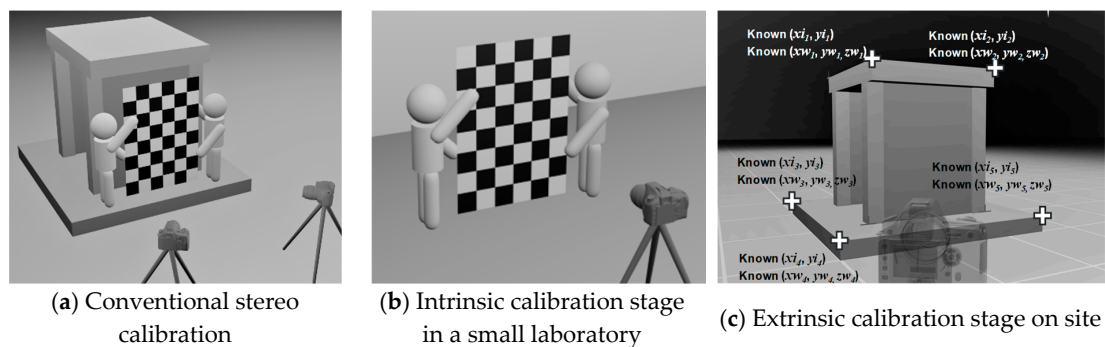 Known (xi1, yi1)
Known (xw1, yw1, zw1)
Known (xi2, yi2)
Known (xw2, yw2, zw2)
Known (xi3, yi3)
Known (xw3, yw3, zw3)
Known (xi5, yi5)
Known (xw5, yw5, zw5)
Known (xi4, yi4)
Known (xw4, yw4, zw4)
(a) Conventional stereo
calibration
(b) Intrinsic calibration stage
in a small laboratory
(c) Extrinsic calibration stage on site